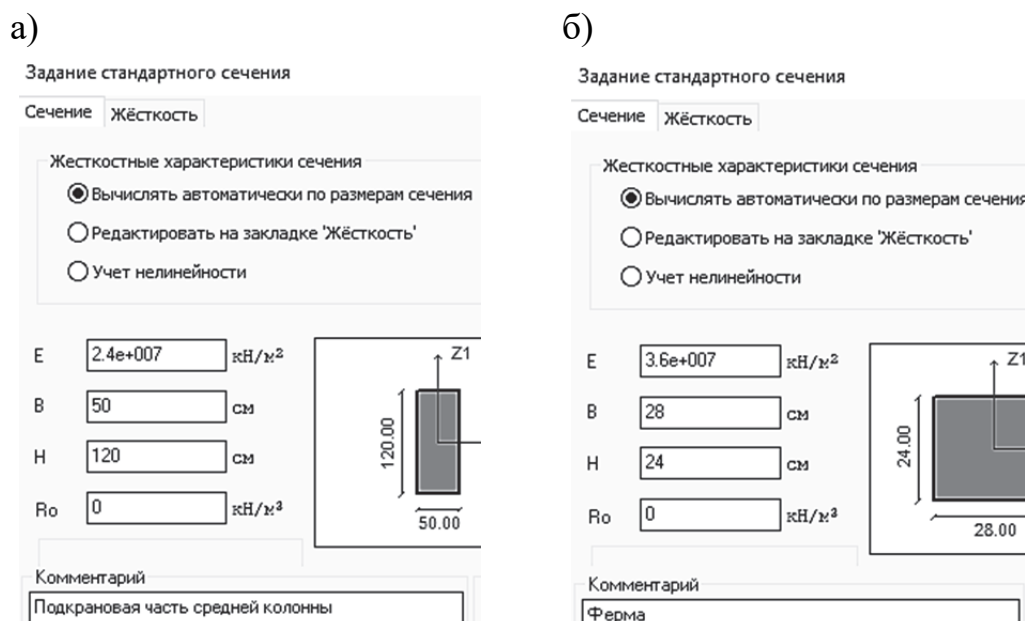 а)
Задание стандартного сечения
Сечение Жёсткость
Жесткостные характеристики сечения
Вычислять автоматически по размерам сечения
Редактировать на закладке 'Жёсткость'
Учет нелинейности
E 2.4e+007 кН/м²
B 50 см
H 120 см
Ro 0 кН/м³
Z1
120.00
50.00
Комментарий
Подкрановая часть средней колонны
б)
Задание стандартного сечения
Сечение Жёсткость
Жесткостные характеристики сечения
Вычислять автоматически по размерам сечения
Редактировать на закладке 'Жёсткость'
Учет нелинейности
E 3.6e+007 кН/м²
B 28 см
H 24 см
Ro 0 кН/м³
Z1
24.00
28.00
Комментарий
Ферма